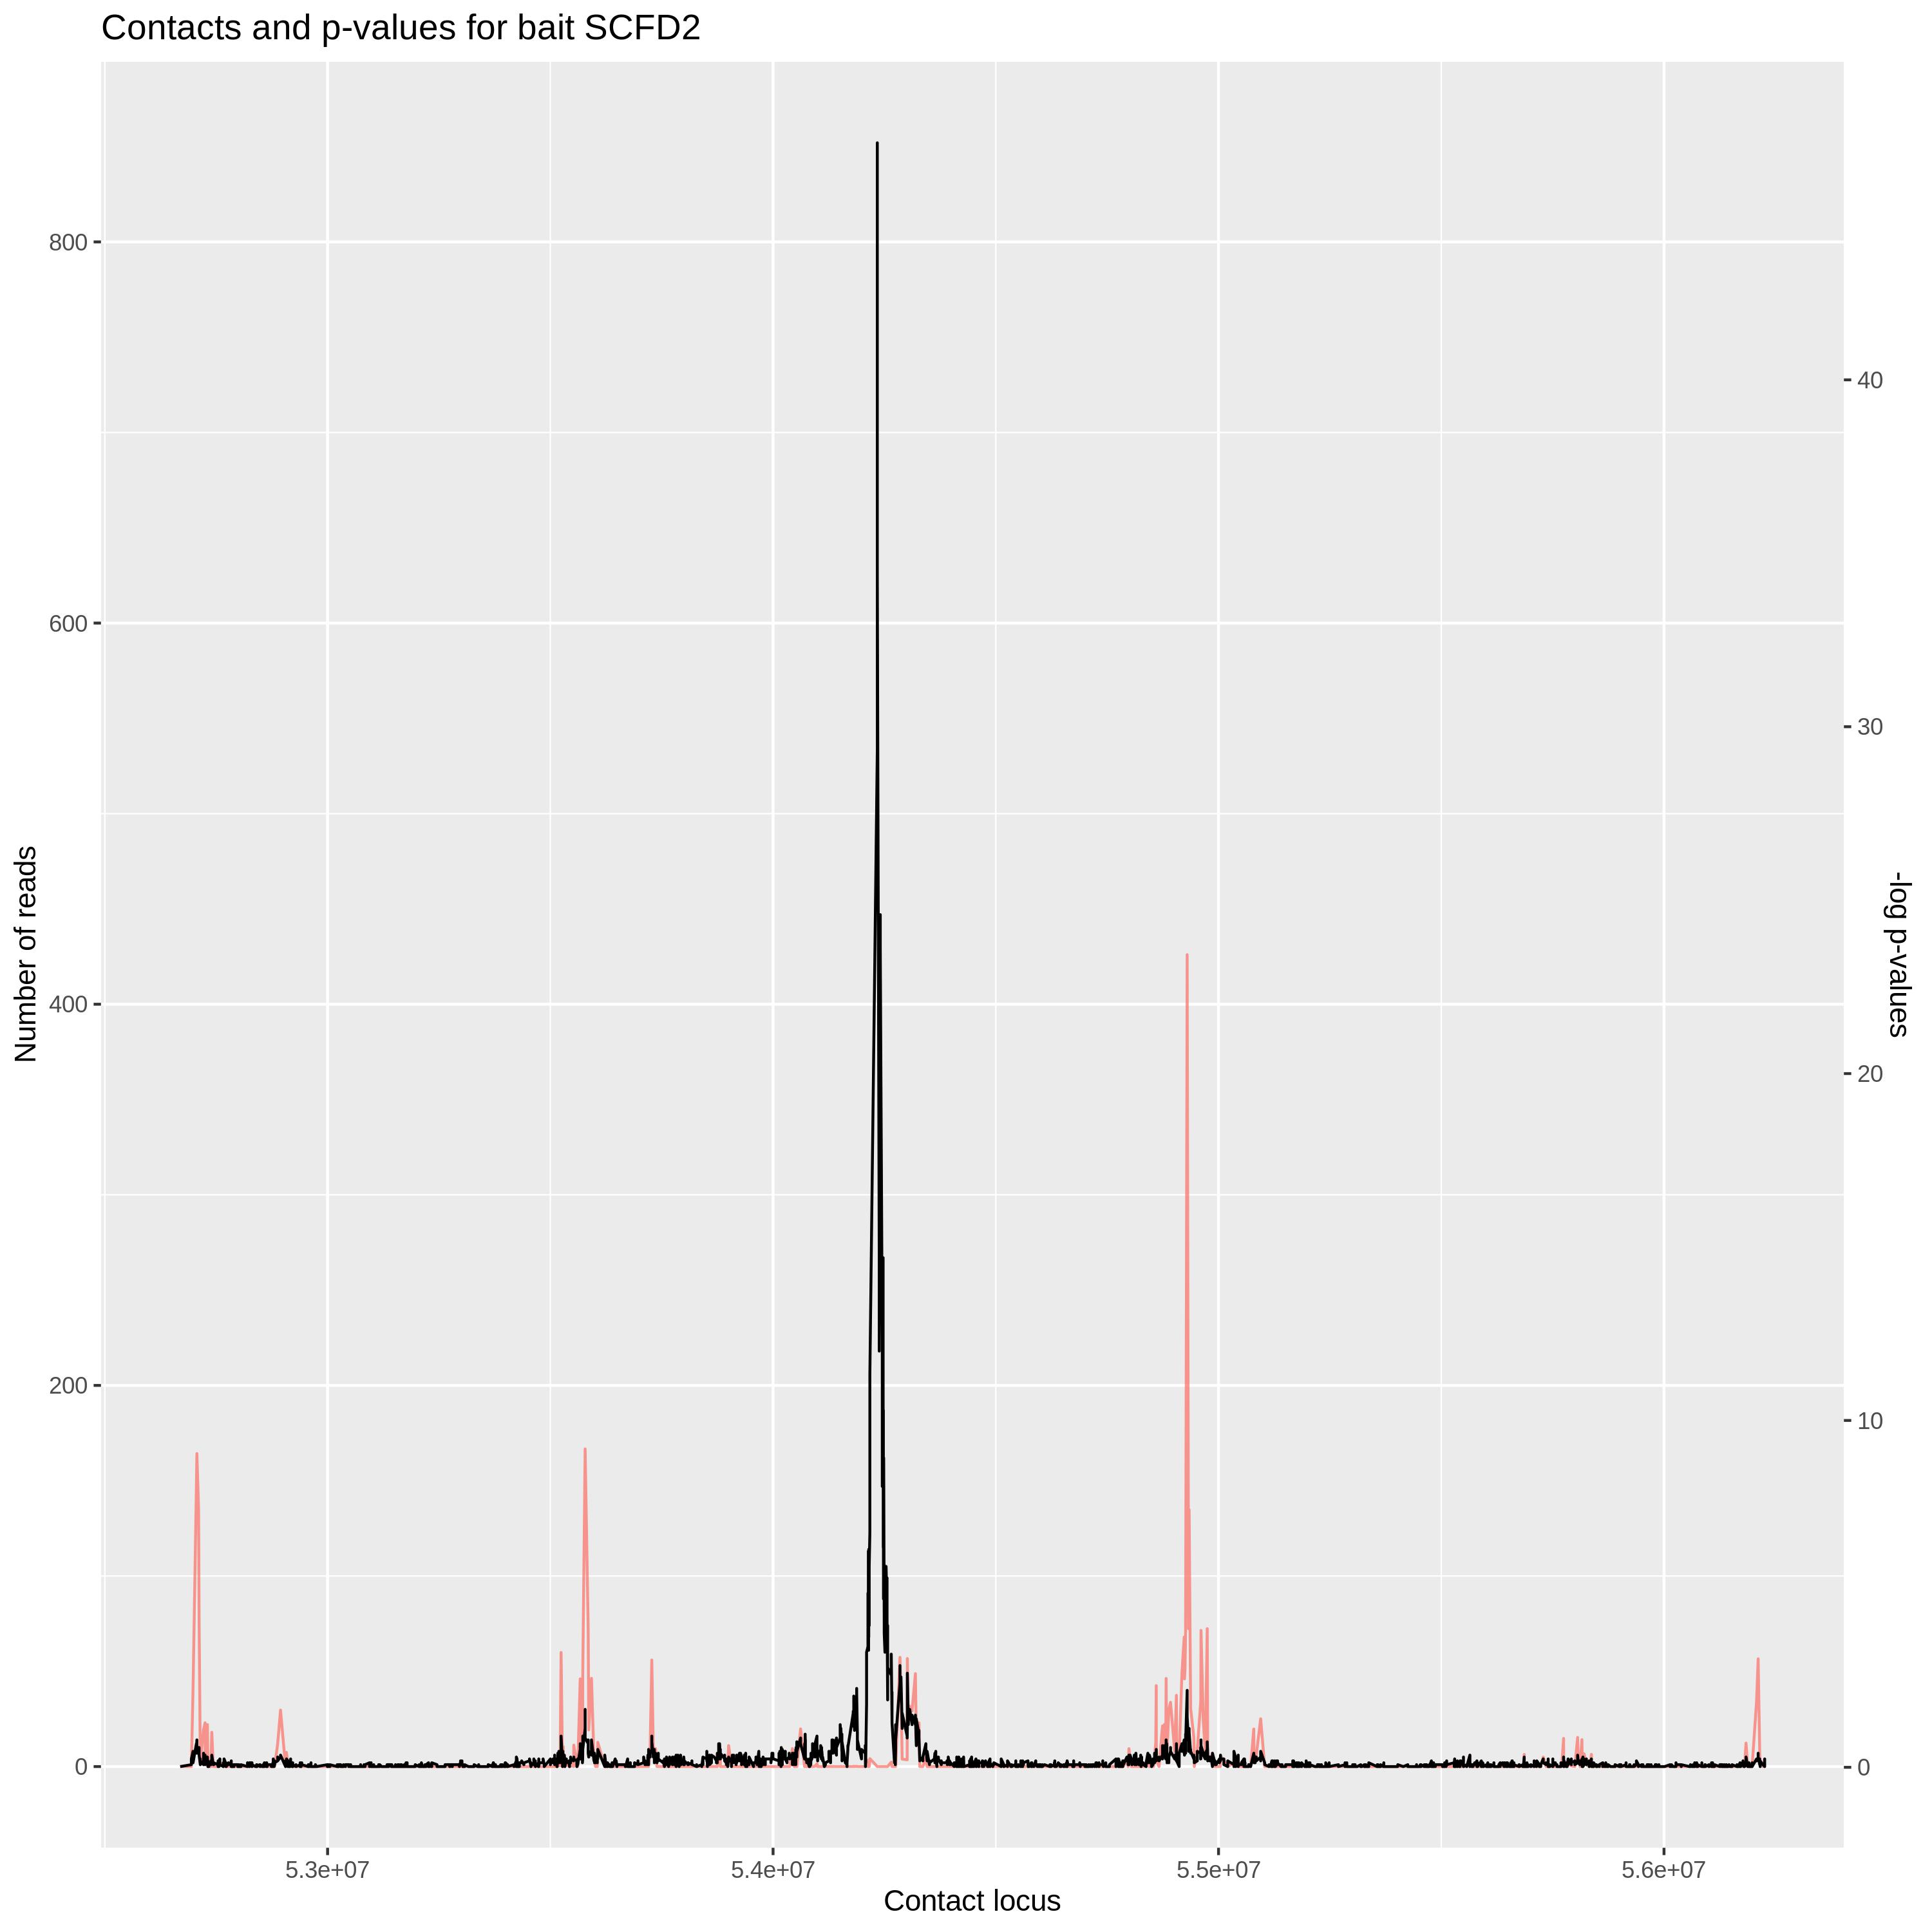 Contacts and p-values for bait SCFD2
800
600
400
200
0
Number of reads
40
30
20
10
0
-log p-values
5.3e+07
5.4e+07
5.5e+07
5.6e+07
Contact locus